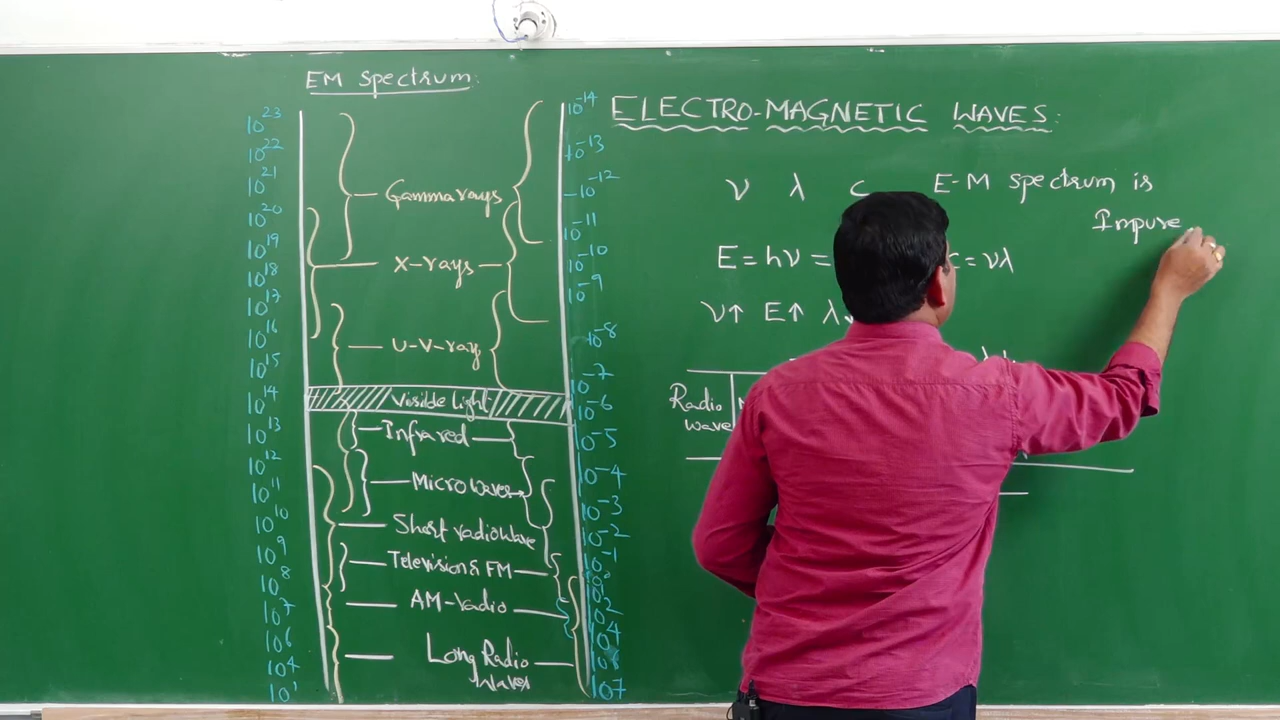 EM Spectrum:
10²³
10²²
10²¹
10²⁰
10¹⁹
10¹⁸
10¹⁷
10¹⁶
10¹⁵
10¹⁴
10¹³
10¹²
10¹¹
10¹⁰
10⁹
10⁸
10⁷
10⁶
10⁴
10¹
Gamma rays
X-rays
U-V-ray
Visible light
Infrared
Microwaves
Short radiowave
Television & FM
AM-radio
Long Radio
waves
10⁻¹⁴
10⁻¹³
10⁻¹²
10⁻¹¹
10⁻¹⁰
10⁻⁹
10⁻⁸
10⁻⁷
10⁻⁶
10⁻⁵
10⁻⁴
10⁻³
10⁻²
10⁻¹
10⁰
10²
10⁴
10⁷
ELECTRO-MAGNETIC WAVES:
ν λ c E-M spectrum is
Impure
E = hν = c = νλ
ν↑ E↑ λ
Radio
wave